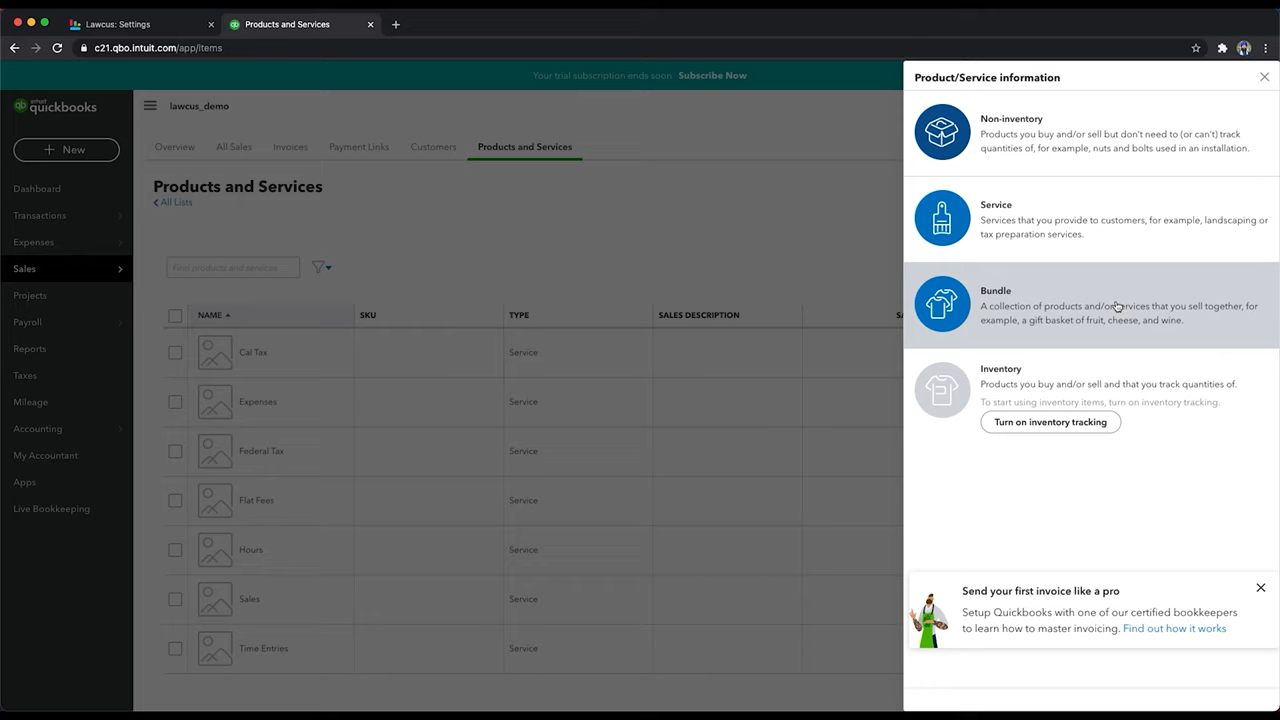 Lawcus: Settings
Products and Services
c21.qbo.intuit.com/app/items
Your trial subscription ends soon Subscribe Now
intuit quickbooks
lawcus_demo
New
Overview
All Sales
Invoices
Payment Links
Customers
Products and Services
Dashboard
Transactions
Expenses
Sales
Projects
Payroll
Reports
Taxes
Mileage
Accounting
My Accountant
Apps
Live Bookkeeping
Products and Services
All Lists
Find products and services
NAME SKU TYPE SALES DESCRIPTION SA
Cal Tax Service
Expenses Service
Federal Tax Service
Flat Fees Service
Hours Service
Sales Service
Time Entries Service
Product/Service information
Non-inventory
Products you buy and/or sell but don't need to (or can't) track
quantities of, for example, nuts and bolts used in an installation.
Service
Services that you provide to customers, for example, landscaping or
tax preparation services.
Bundle
A collection of products and/or services that you sell together, for
example, a gift basket of fruit, cheese, and wine.
Inventory
Products you buy and/or sell and that you track quantities of.
To start using inventory items, turn on inventory tracking.
Turn on inventory tracking
Send your first invoice like a pro
Setup Quickbooks with one of our certified bookkeepers
to learn how to master invoicing. Find out how it works